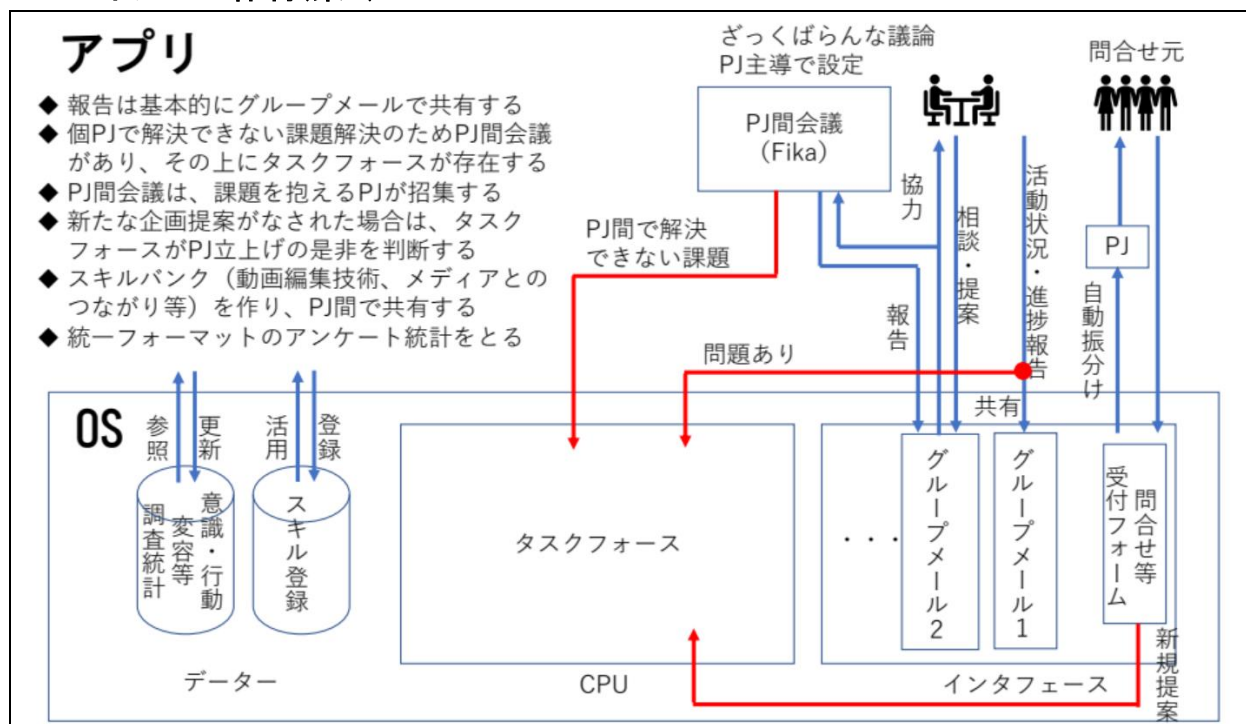 アプリ
◆ 報告は基本的にグループメールで共有する
◆ 個PJで解決できない課題解決のためPJ間会議
があり、その上にタスクフォースが存在する
◆ PJ間会議は、課題を抱えるPJが招集する
◆ 新たな企画提案がなされた場合は、タスク
フォースがPJ立上げの是非を判断する
◆ スキルバンク（動画編集技術、メディアとの
つながり等）を作り、PJ間で共有する
◆ 統一フォーマットのアンケート統計をとる
ざっくばらんな議論
PJ主導で設定
問合せ元
PJ間会議
（Fika）
協力
相談・提案
活動状況・進捗報告
PJ
自動振分け
PJ間で解決
できない課題
報告
問題あり
共有
OS
参照
更新
活用
登録
意識・行動
変容等
調査統計
スキル登録
データー
タスクフォース
CPU
・・・
グループメール2
グループメール1
問合せ等
受付フォーム
インタフェース
新規提案